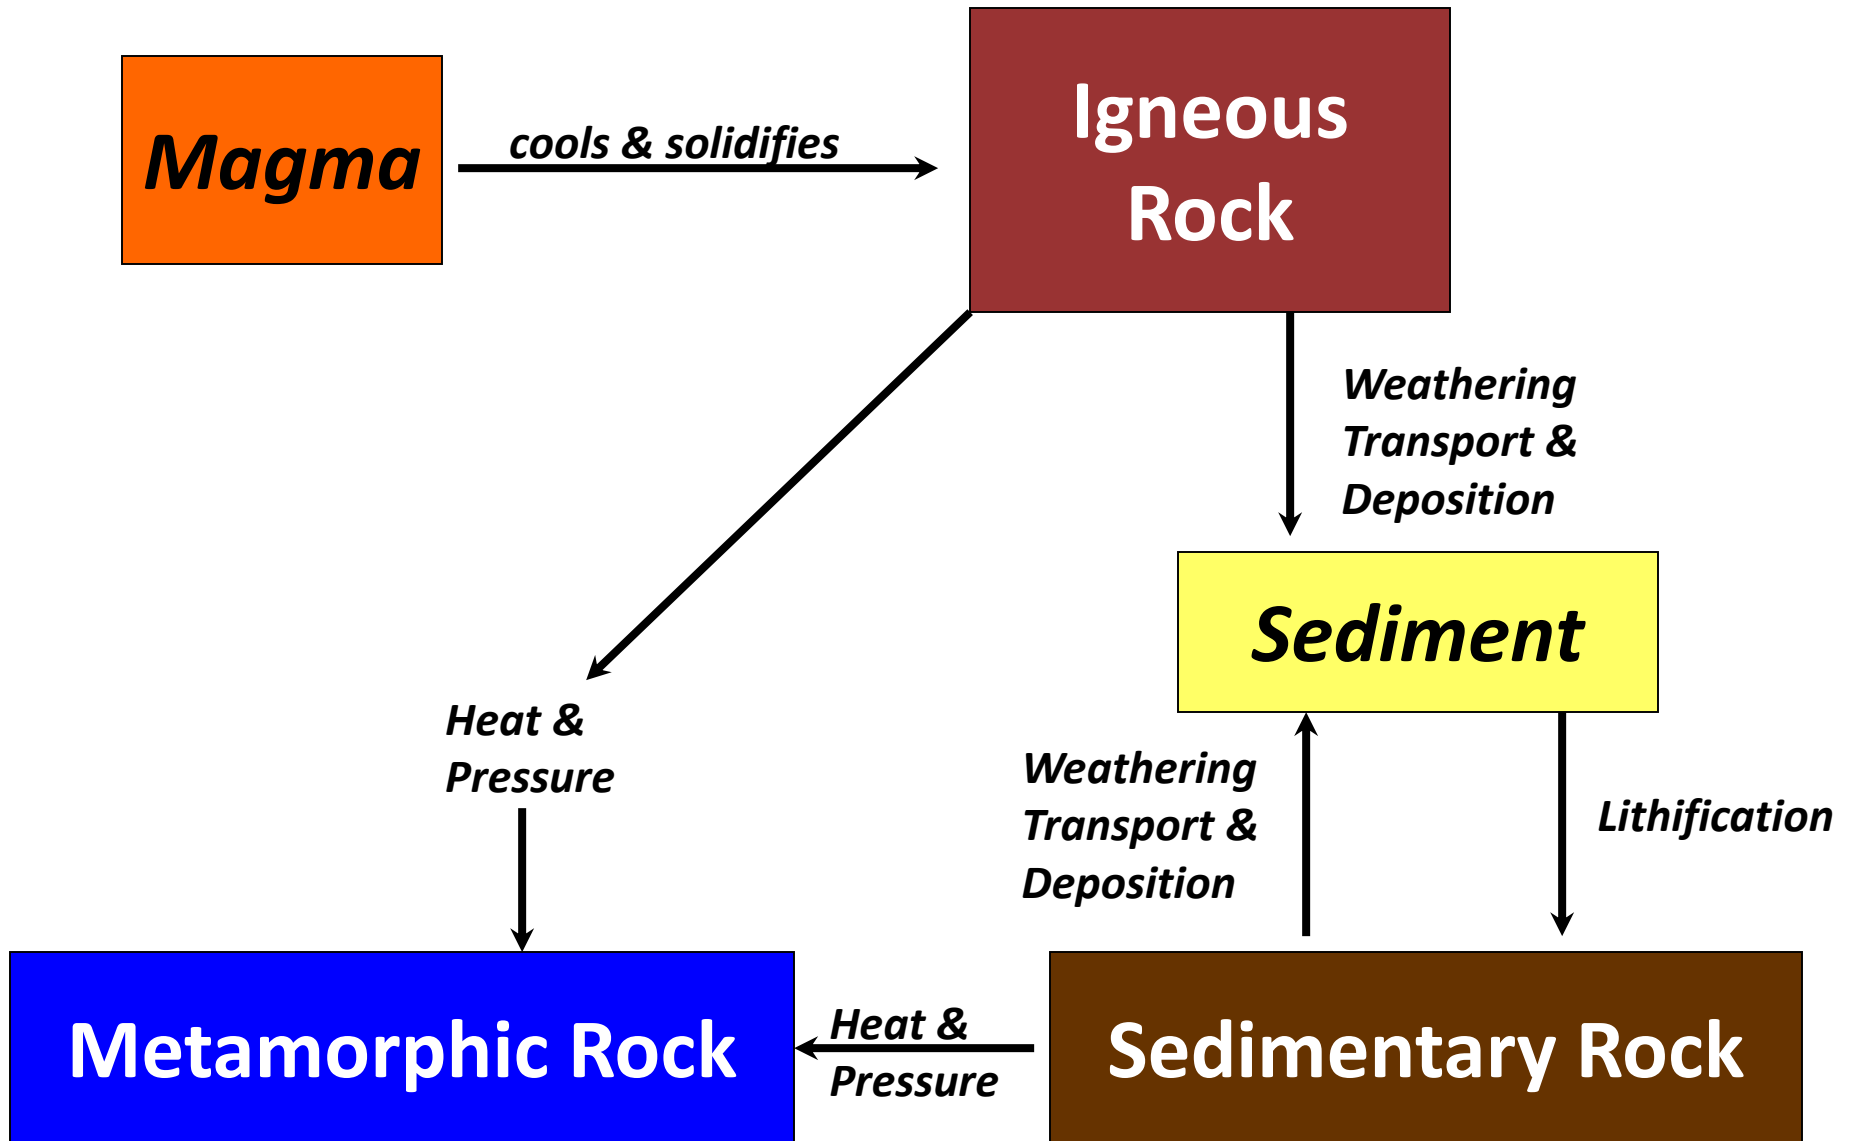 Magma
cools & solidifies
Igneous
Rock
Weathering
Transport &
Deposition
Sediment
Heat &
Pressure
Weathering
Transport &
Deposition
Lithification
Metamorphic Rock
Heat &
Pressure
Sedimentary Rock